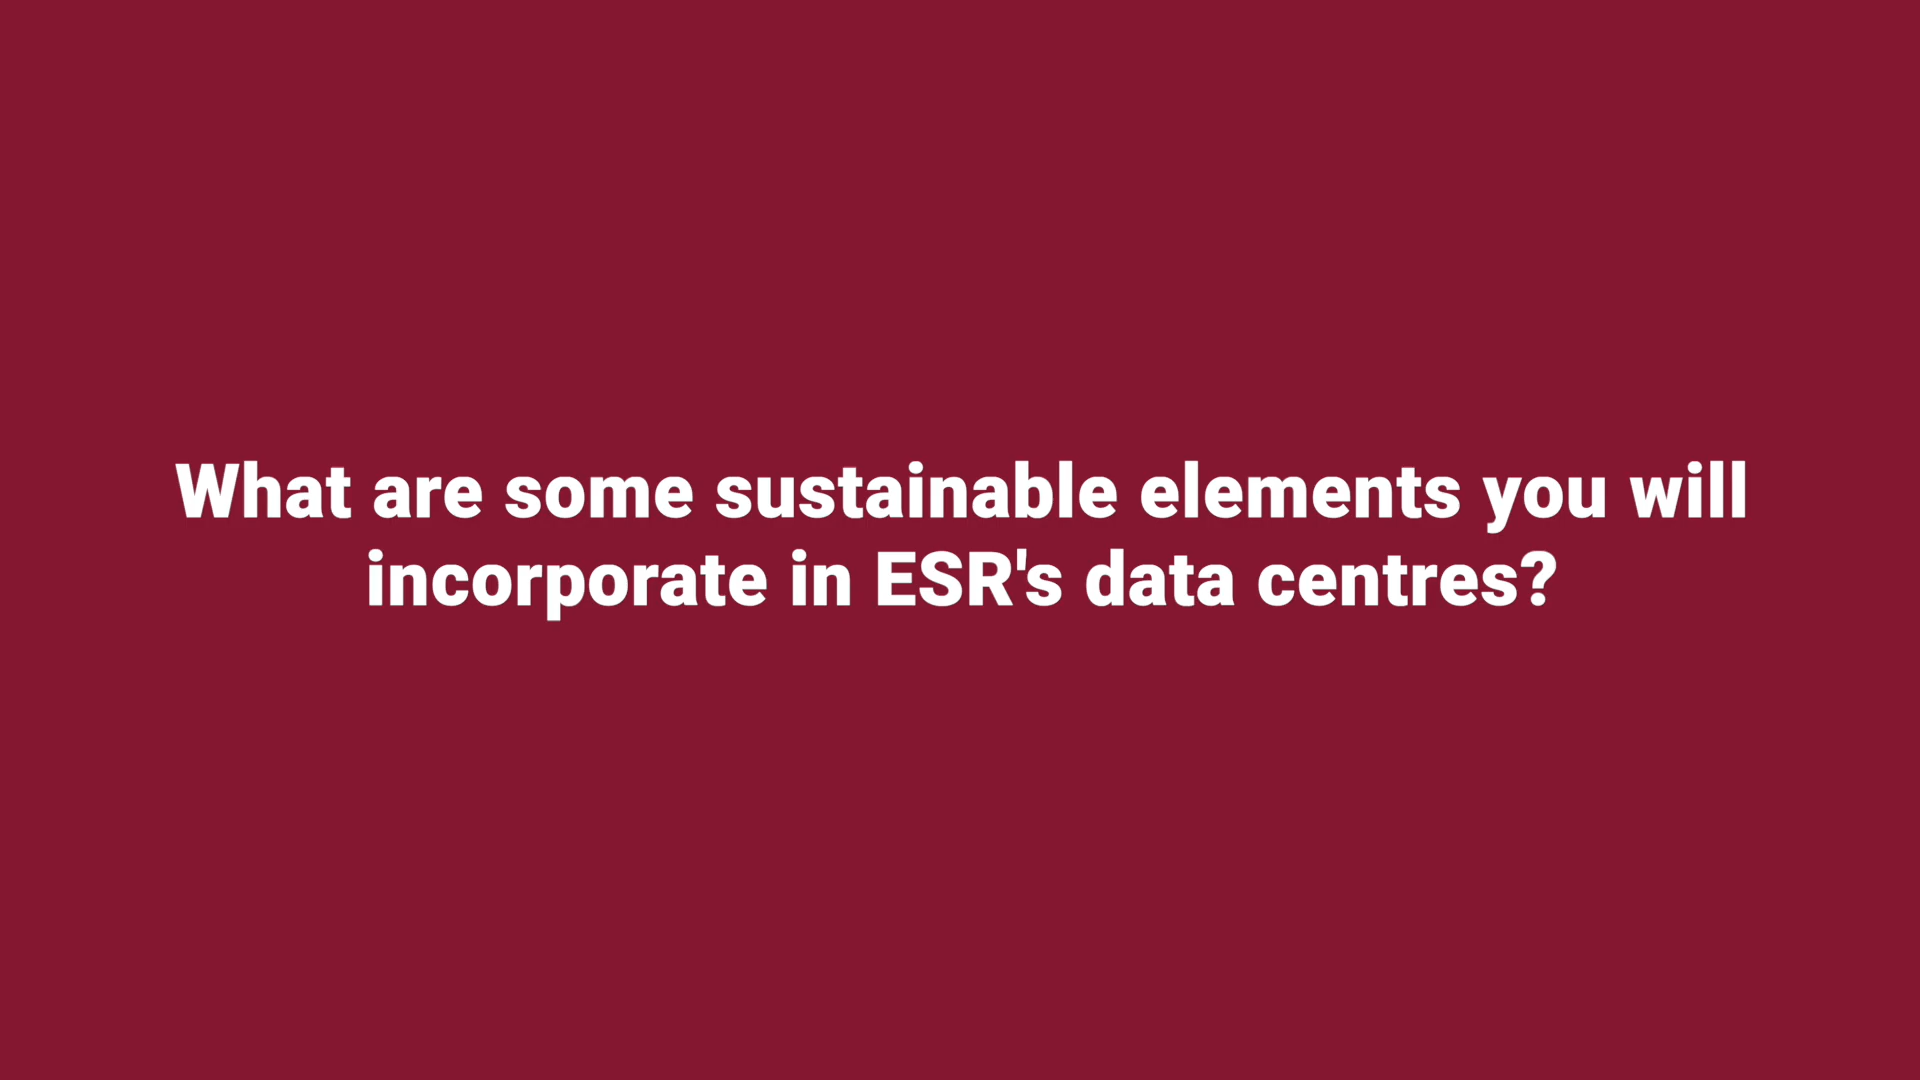 What are some sustainable elements you will
incorporate in ESR's data centres?